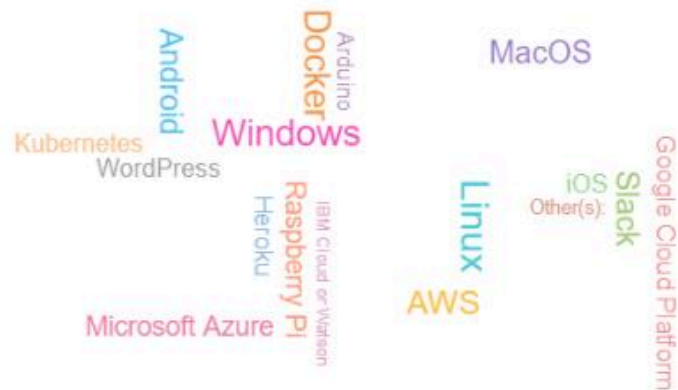 Android
Docker
Arduino
MacOS
Windows
Kubernetes
WordPress
Google Cloud Platform
Linux
iOS
Slack
Other(s):
Heroku
Raspberry Pi
IBM Cloud or Watson
AWS
Microsoft Azure